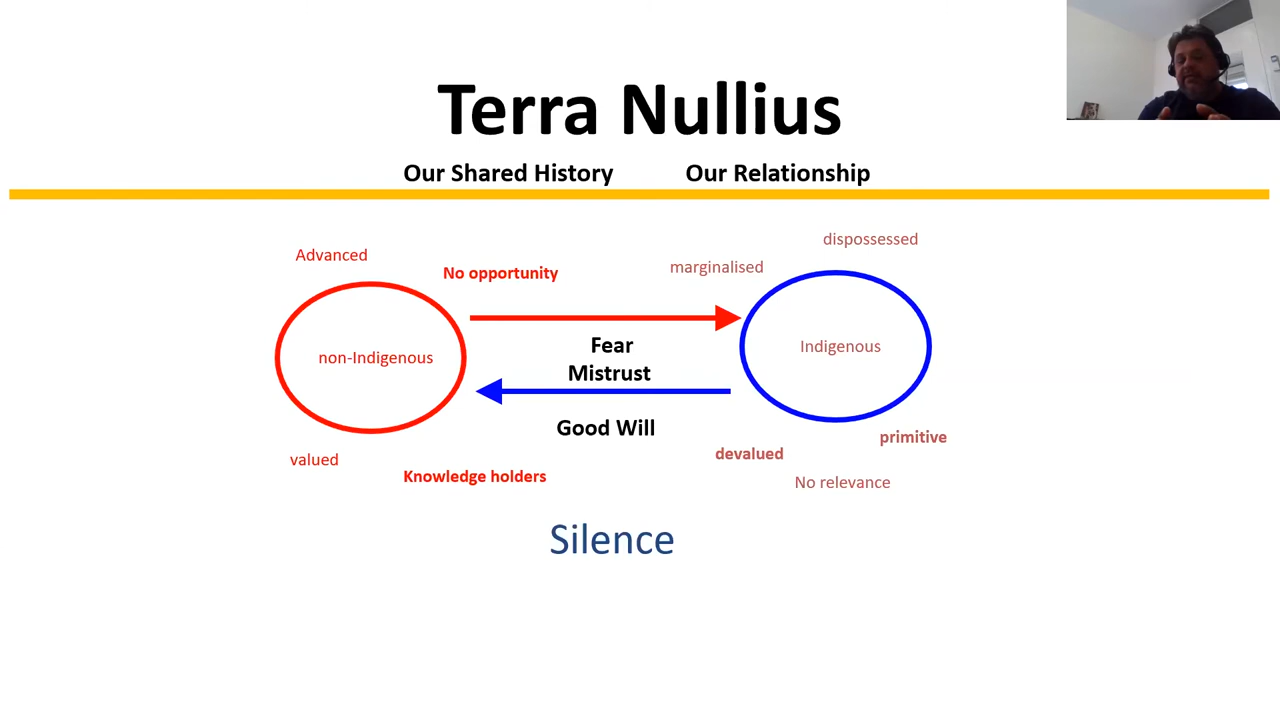 Terra Nullius
Our Shared History Our Relationship
dispossessed
Advanced
marginalised
No opportunity
Fear
Mistrust
non-Indigenous
Indigenous
Good Will
primitive
devalued
valued
Knowledge holders
No relevance
Silence